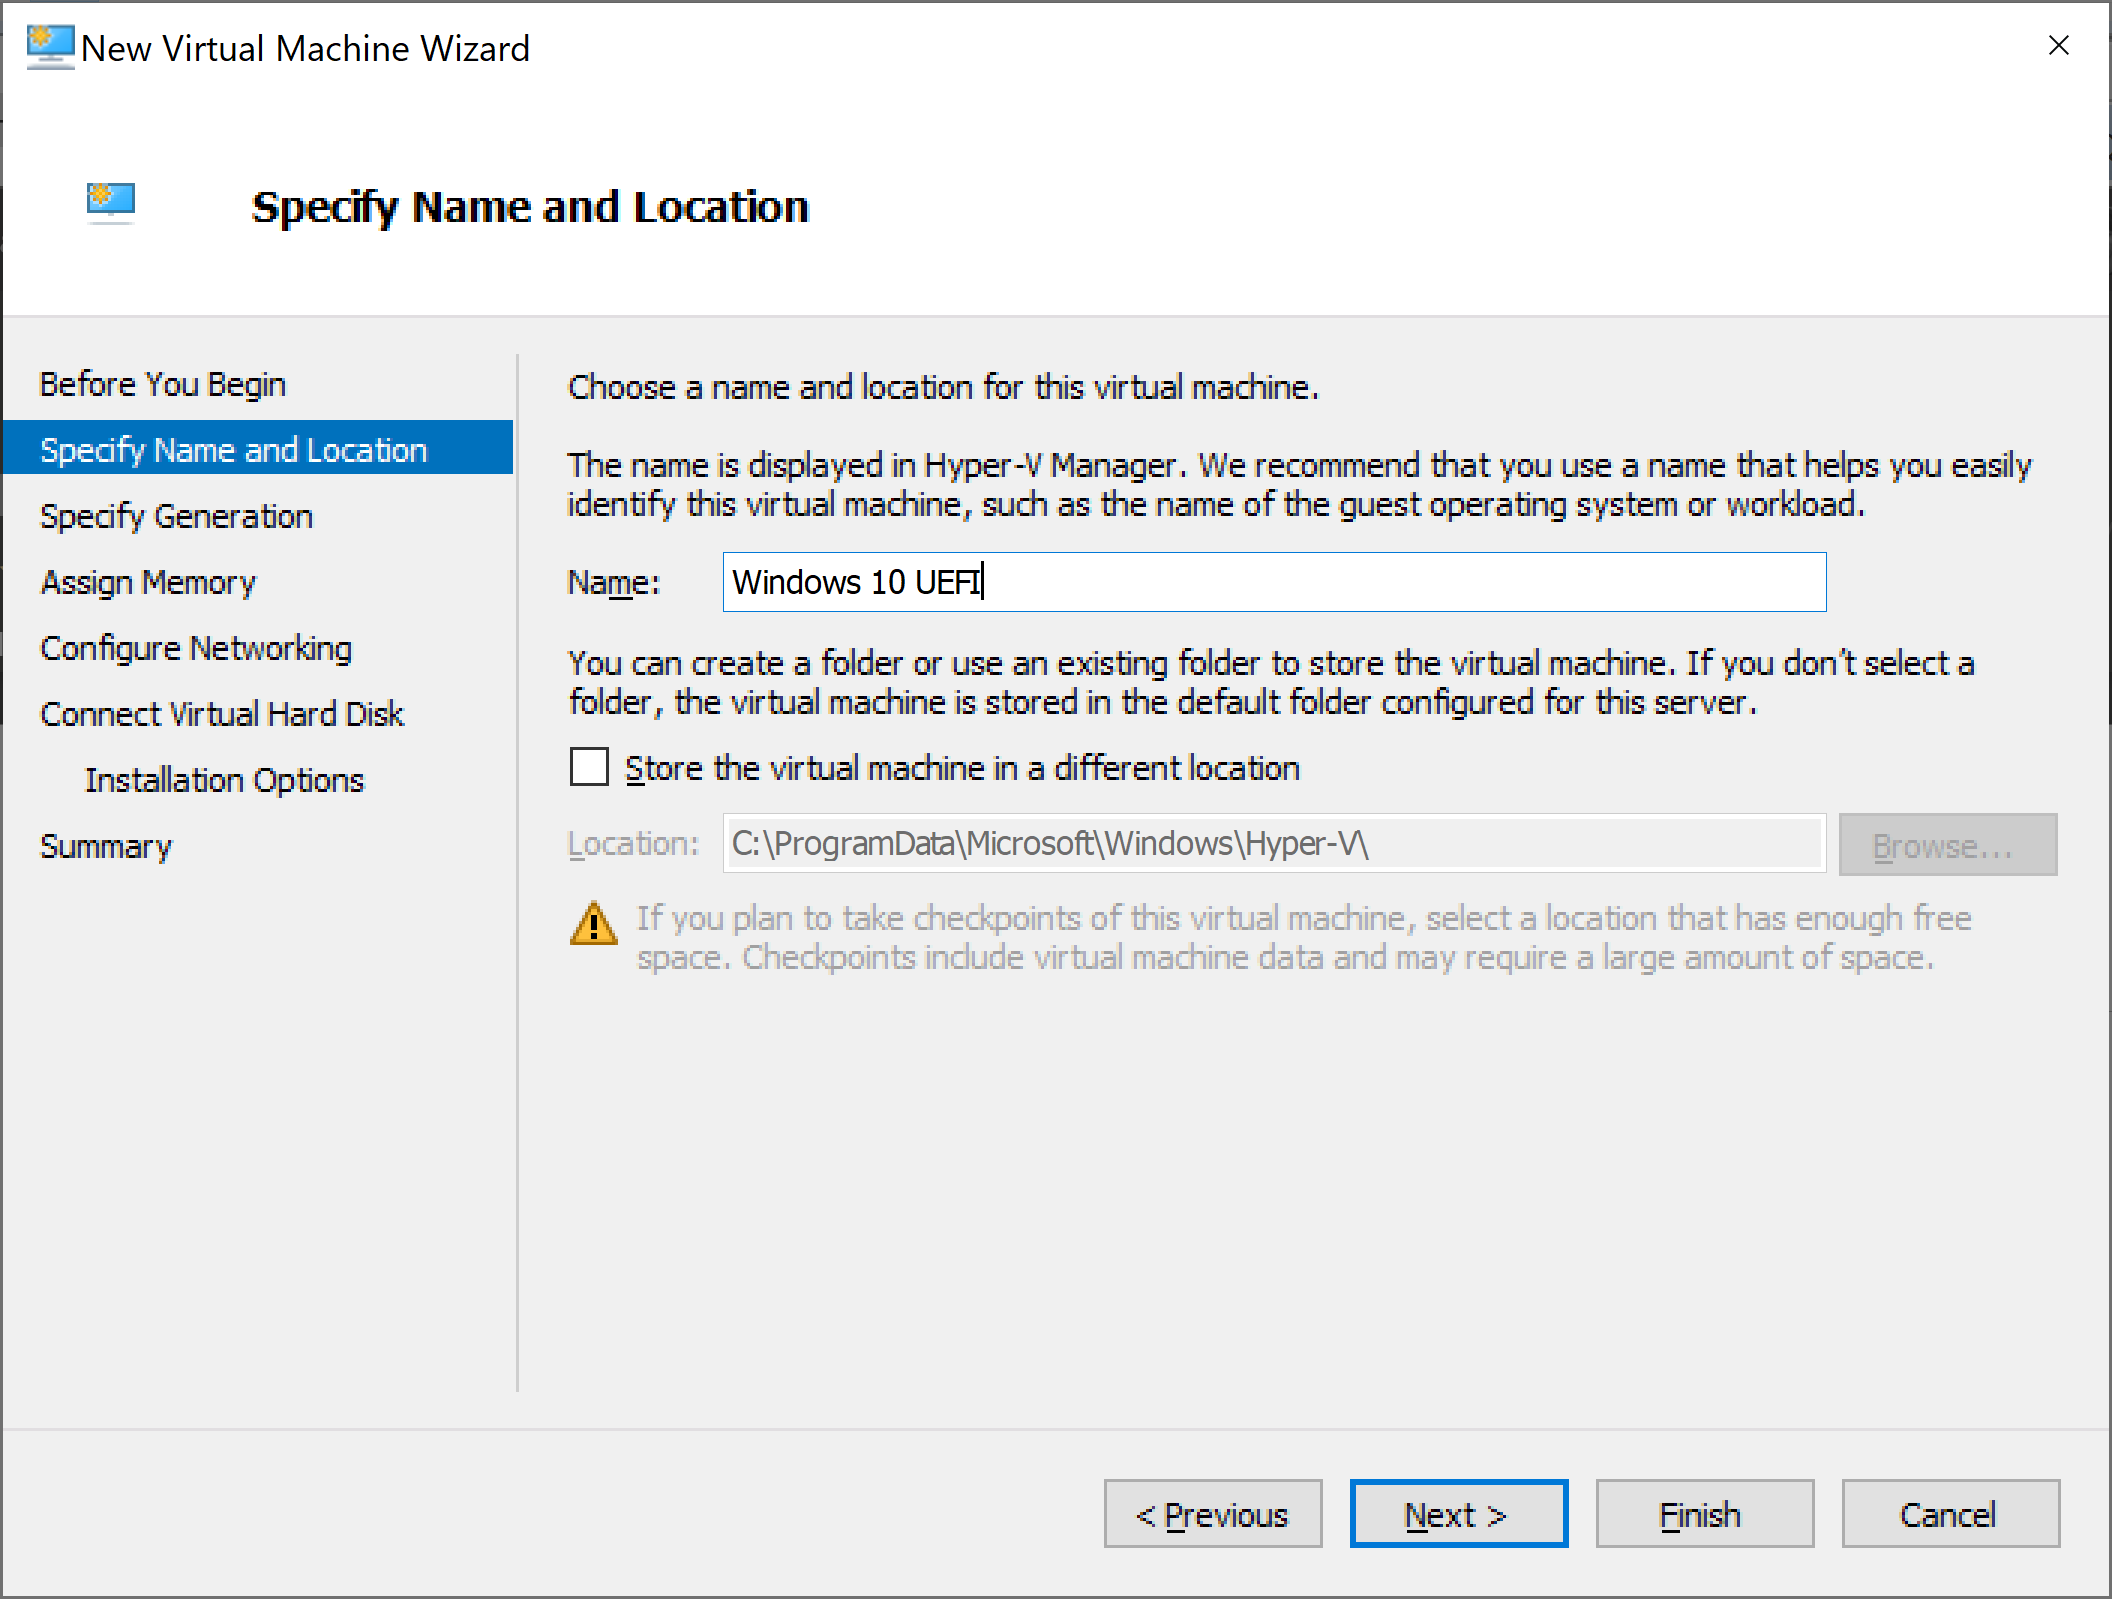 New Virtual Machine Wizard
Specify Name and Location
Before You Begin
Specify Name and Location
Specify Generation
Assign Memory
Configure Networking
Connect Virtual Hard Disk
Installation Options
Summary
Choose a name and location for this virtual machine.
The name is displayed in Hyper-V Manager. We recommend that you use a name that helps you easily
identify this virtual machine, such as the name of the guest operating system or workload.
Name: Windows 10 UEFI
You can create a folder or use an existing folder to store the virtual machine. If you don't select a
folder, the virtual machine is stored in the default folder configured for this server.
Store the virtual machine in a different location
Location: C:\ProgramData\Microsoft\Windows\Hyper-V\ Browse...
If you plan to take checkpoints of this virtual machine, select a location that has enough free
space. Checkpoints include virtual machine data and may require a large amount of space.
< Previous Next > Finish Cancel